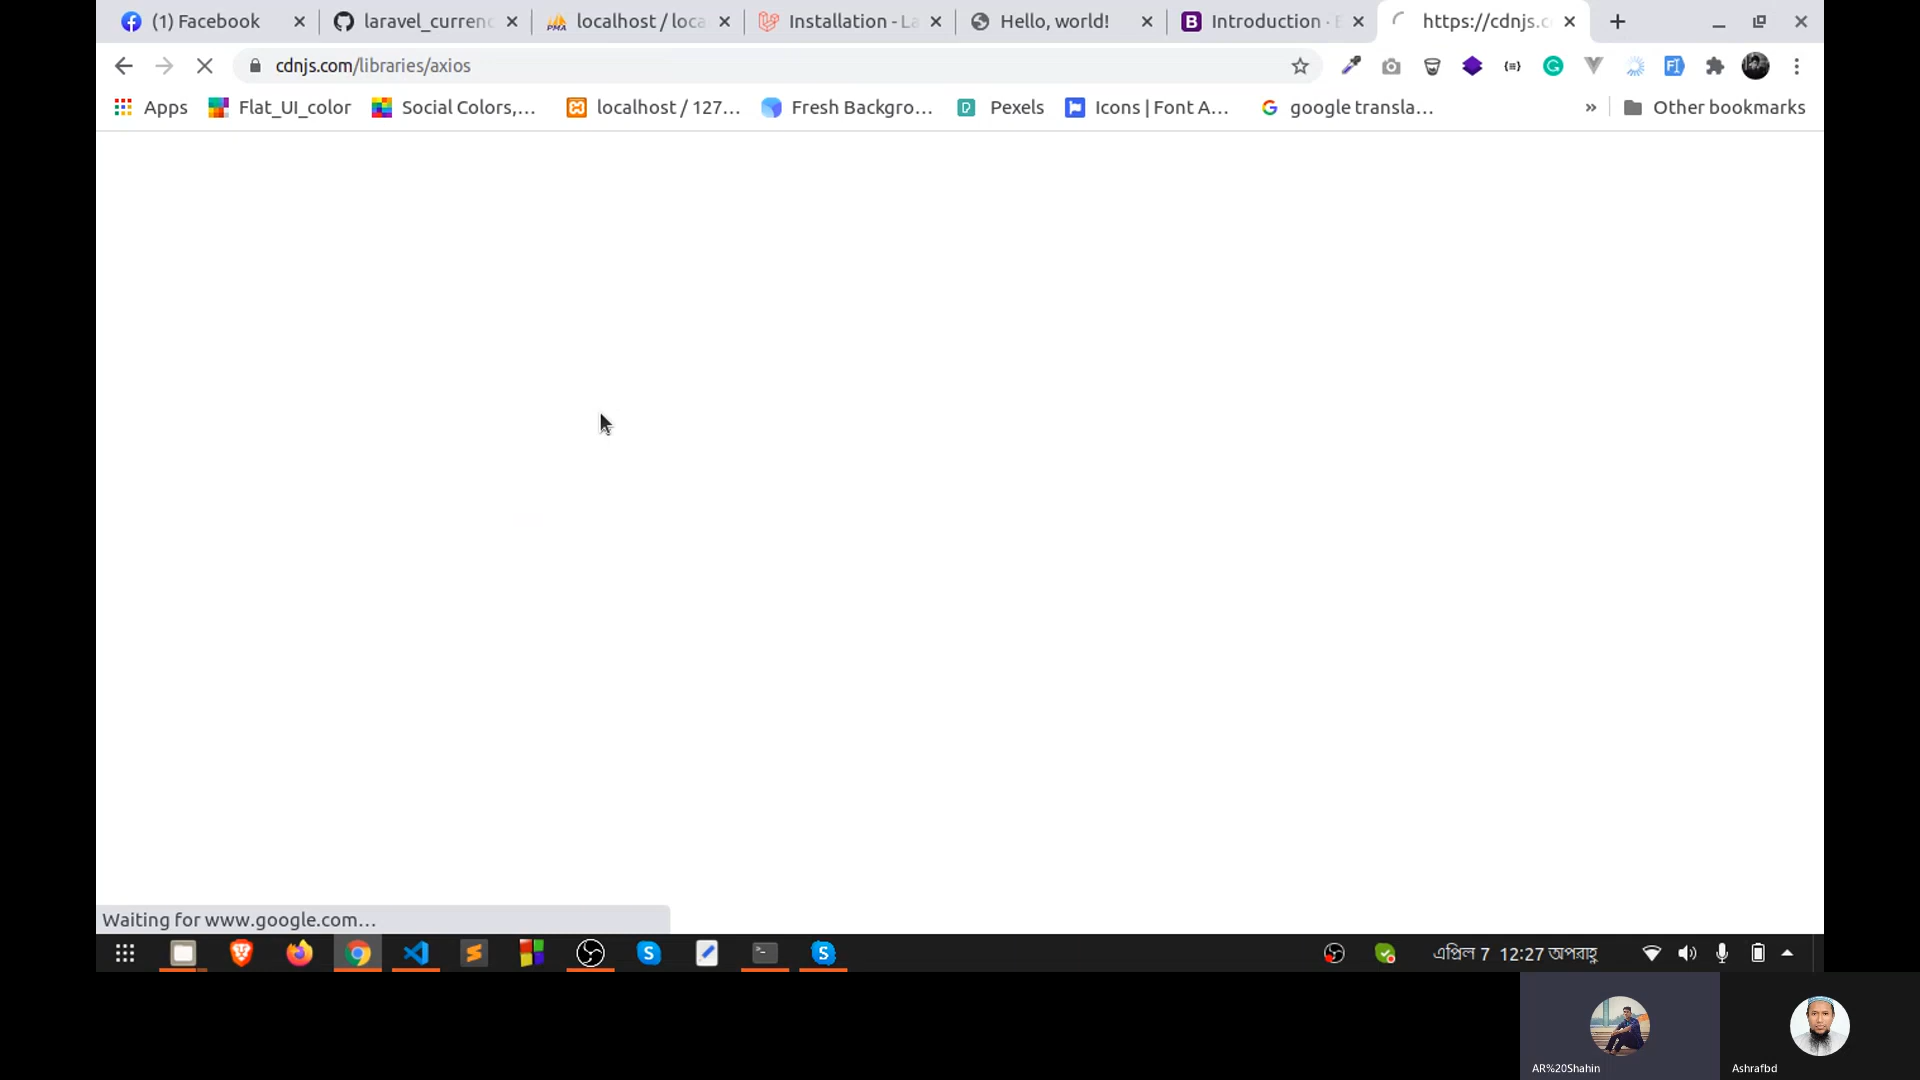 (1) Facebook
laravel_curren
localhost / loca
Installation - La
Hello, world!
Introduction · B
https://cdnjs.c
cdnjs.com/libraries/axios
Apps
Flat_UI_color
Social Colors,...
localhost / 127...
Fresh Backgro...
Pexels
Icons | Font A...
google transla...
»
Other bookmarks
Waiting for www.google.com...
এপ্রিল 7 12:27 অপরাহ্ণ
AR%20Shahin
Ashrafbd